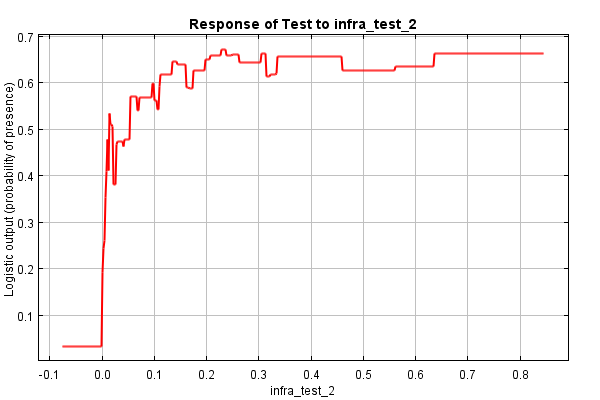 Response of Test to infra_test_2
Logistic output (probability of presence)
0.7
0.6
0.5
0.4
0.3
0.2
0.1
-0.1 0.0 0.1 0.2 0.3 0.4 0.5 0.6 0.7 0.8
infra_test_2